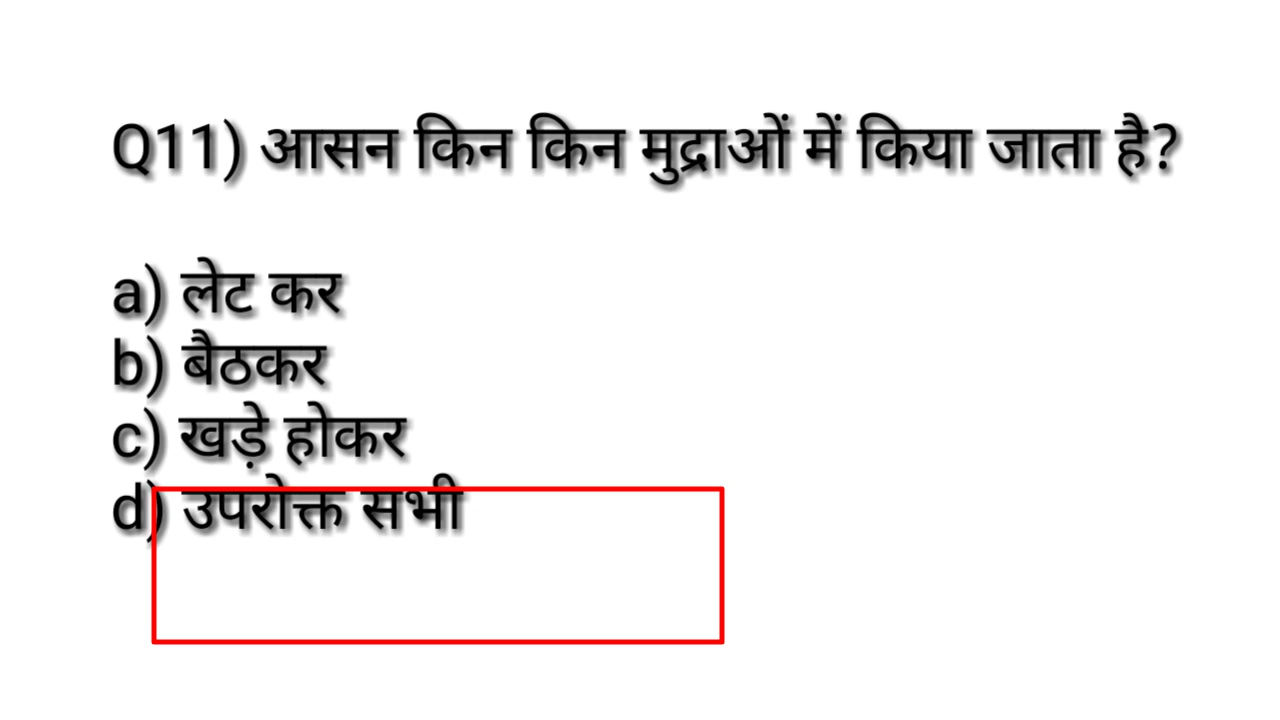 Q11) आसन किन किन मुद्राओं में किया जाता है?
a) लेट कर
b) बैठकर
c) खड़े होकर
d) उपरोक्त सभी